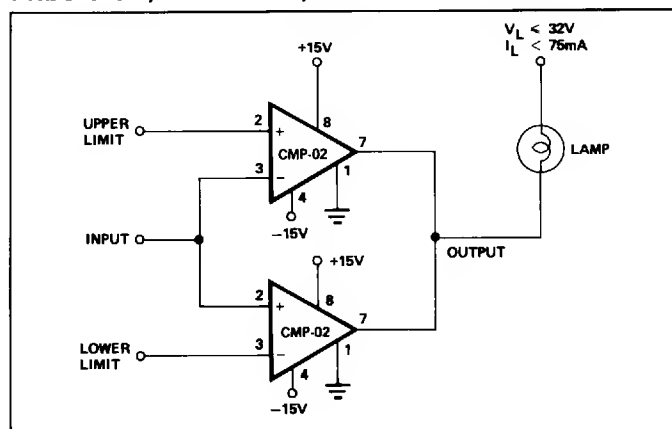 V_L ≤ 32V
I_L < 75mA
+15V
UPPER LIMIT
2
+
8
CMP-02
7
LAMP
3
−
1
4
−15V
INPUT
OUTPUT
+15V
2
+
8
CMP-02
7
LOWER LIMIT
3
−
1
4
−15V